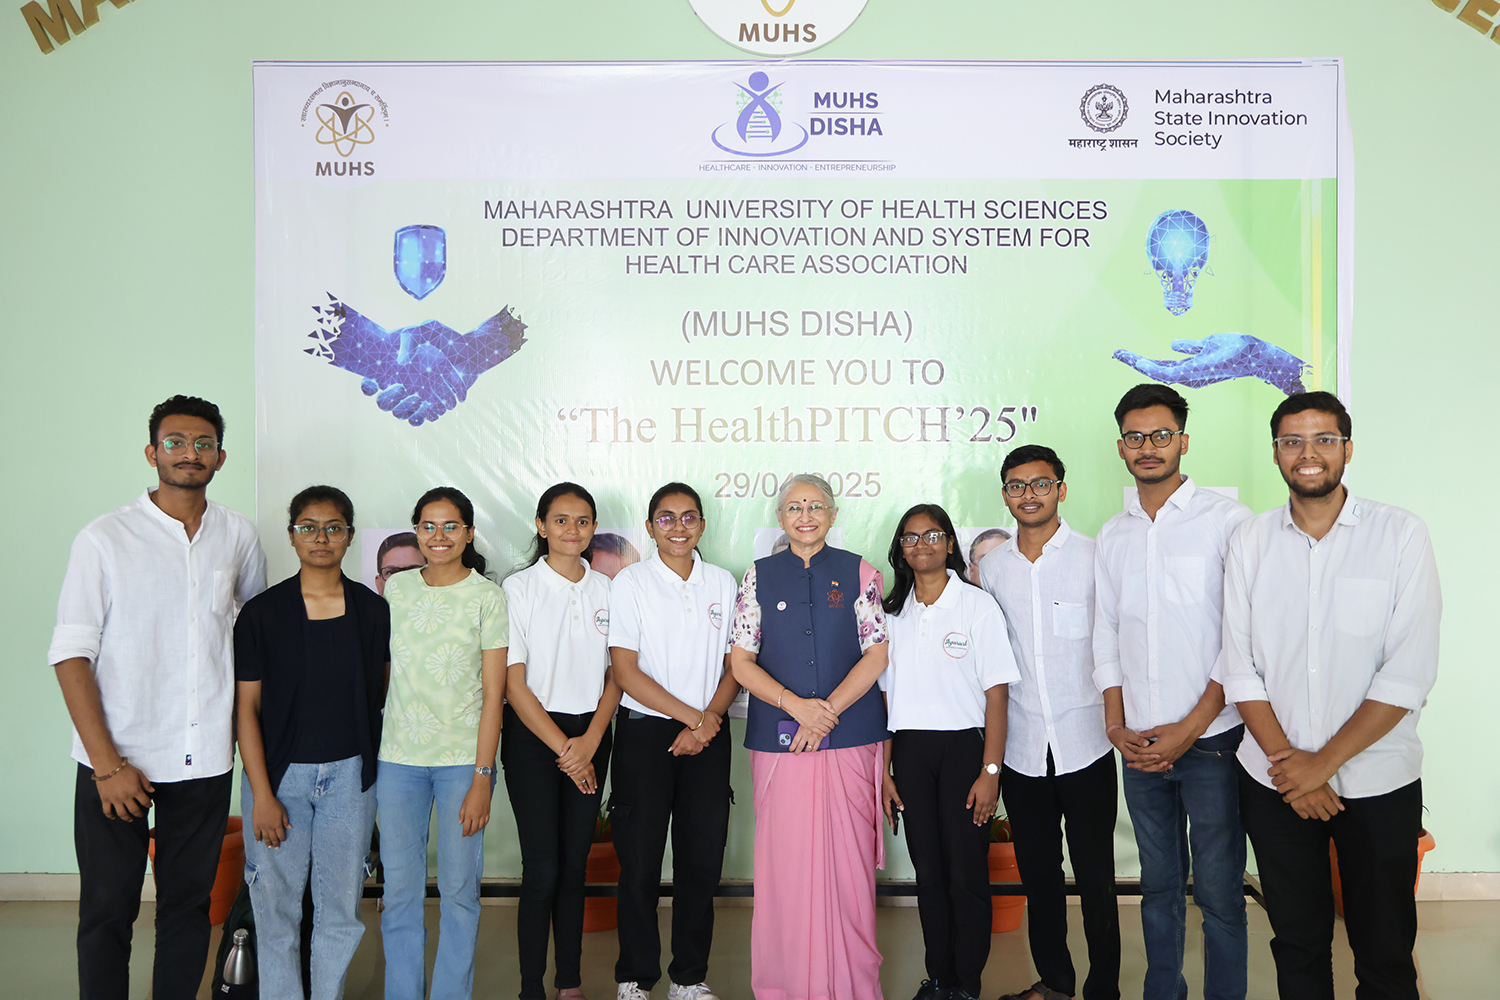 MUHS
MUHS
MUHS
DISHA
HEALTHCARE - INNOVATION - ENTREPRENEURSHIP
महाराष्ट्र शासन
Maharashtra
State Innovation
Society
MAHARASHTRA UNIVERSITY OF HEALTH SCIENCES
DEPARTMENT OF INNOVATION AND SYSTEM FOR
HEALTH CARE ASSOCIATION
(MUHS DISHA)
WELCOME YOU TO
“The HealthPITCH’25"
29/04/2025